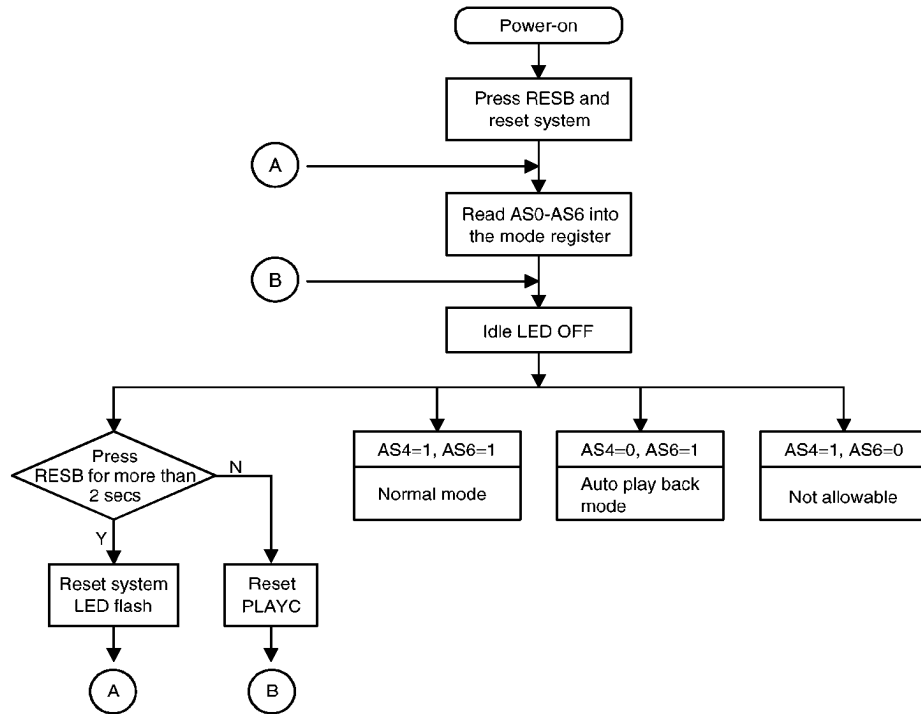 Power-on
Press RESB and
reset system
A
Read AS0-AS6 into
the mode register
B
Idle LED OFF
Press
RESB for more than
2 secs
N
Y
AS4=1, AS6=1
Normal mode
AS4=0, AS6=1
Auto play back
mode
AS4=1, AS6=0
Not allowable
Reset system
LED flash
Reset
PLAYC
A
B